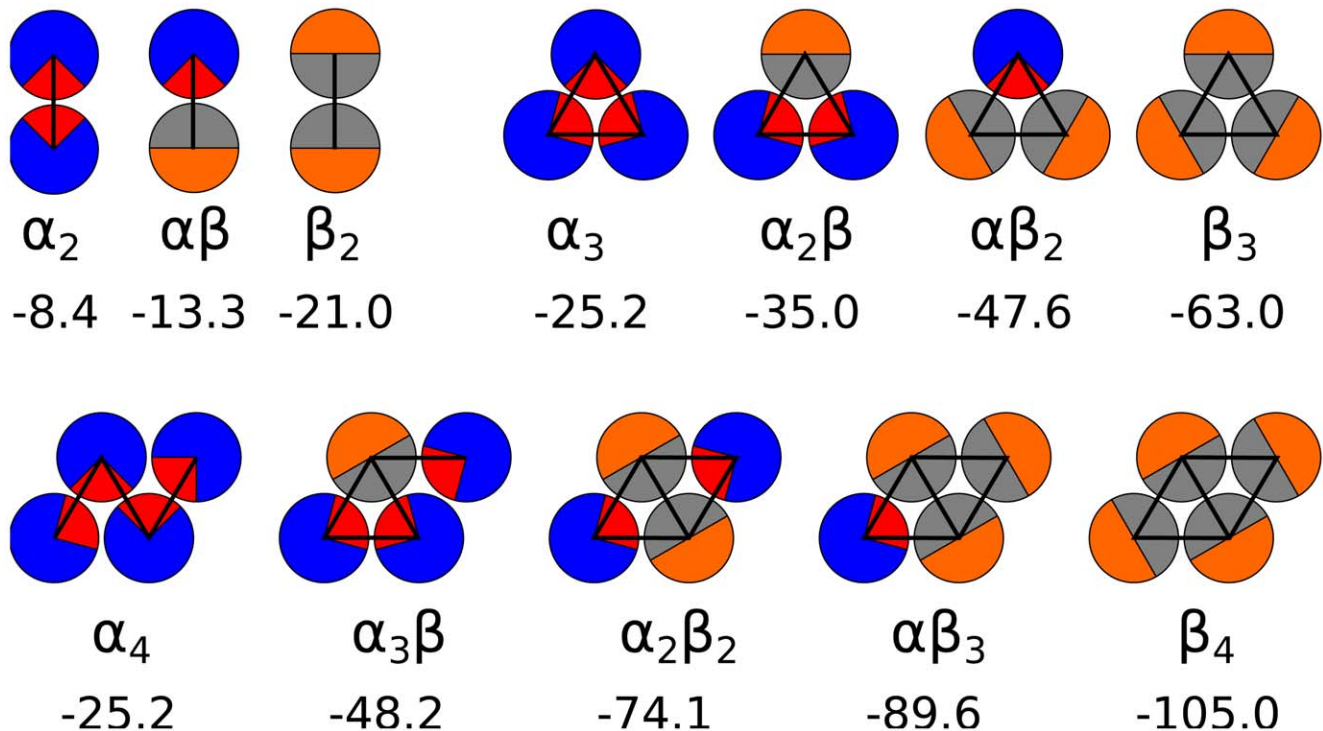 α₂ αβ β₂ α₃ α₂β αβ₂ β₃
-8.4 -13.3 -21.0 -25.2 -35.0 -47.6 -63.0
α₄ α₃β α₂β₂ αβ₃ β₄
-25.2 -48.2 -74.1 -89.6 -105.0